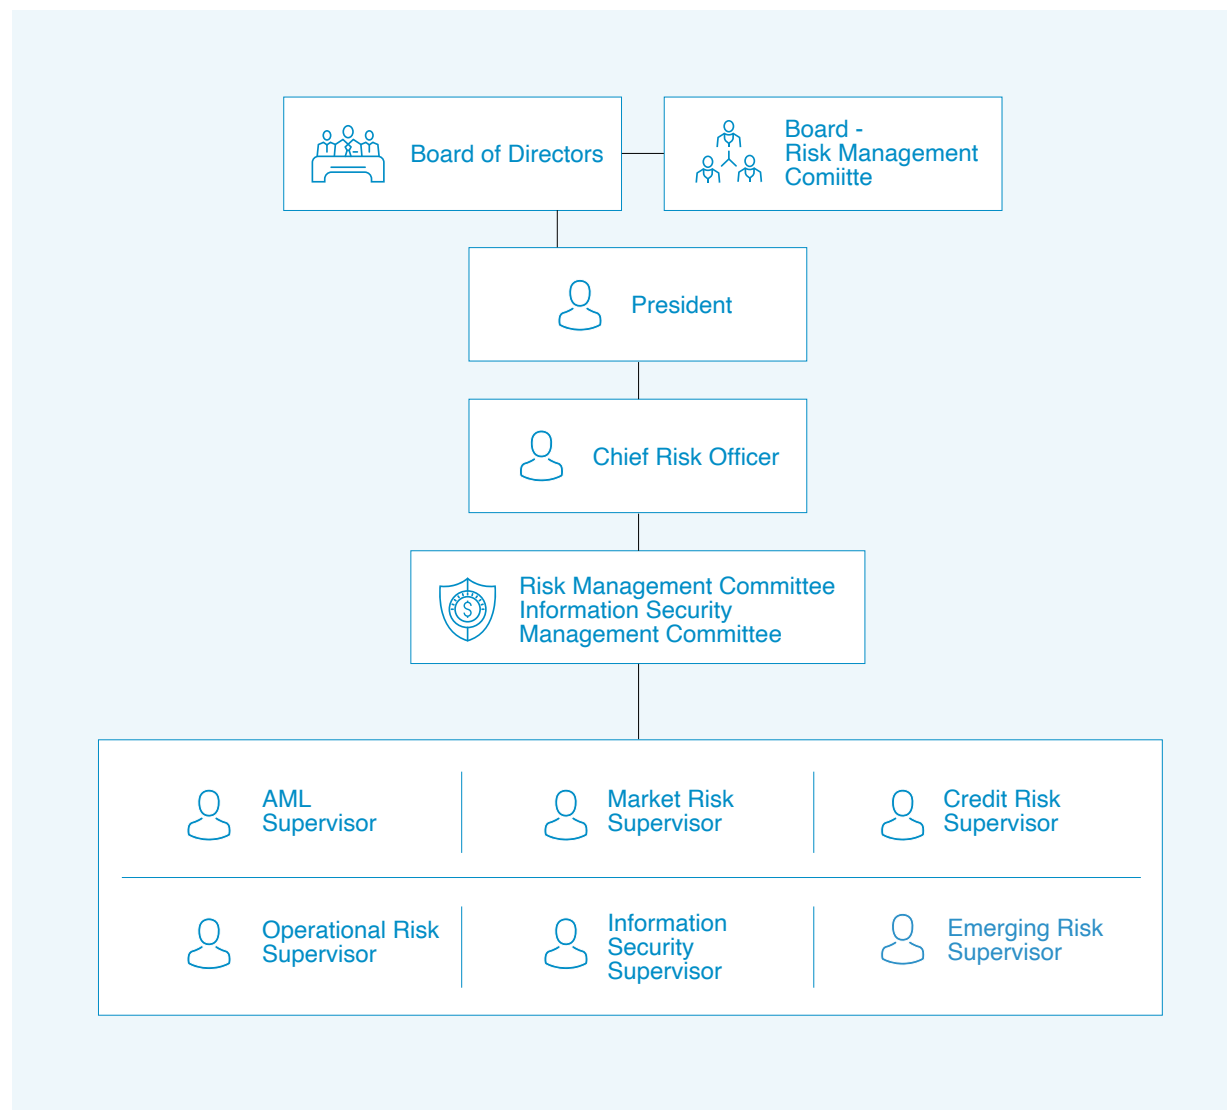 Board of Directors
Board -
Risk Management
Comiitte
President
Chief Risk Officer
Risk Management Committee
Information Security
Management Committee
AML
Supervisor
Market Risk
Supervisor
Credit Risk
Supervisor
Operational Risk
Supervisor
Information
Security
Supervisor
Emerging Risk
Supervisor